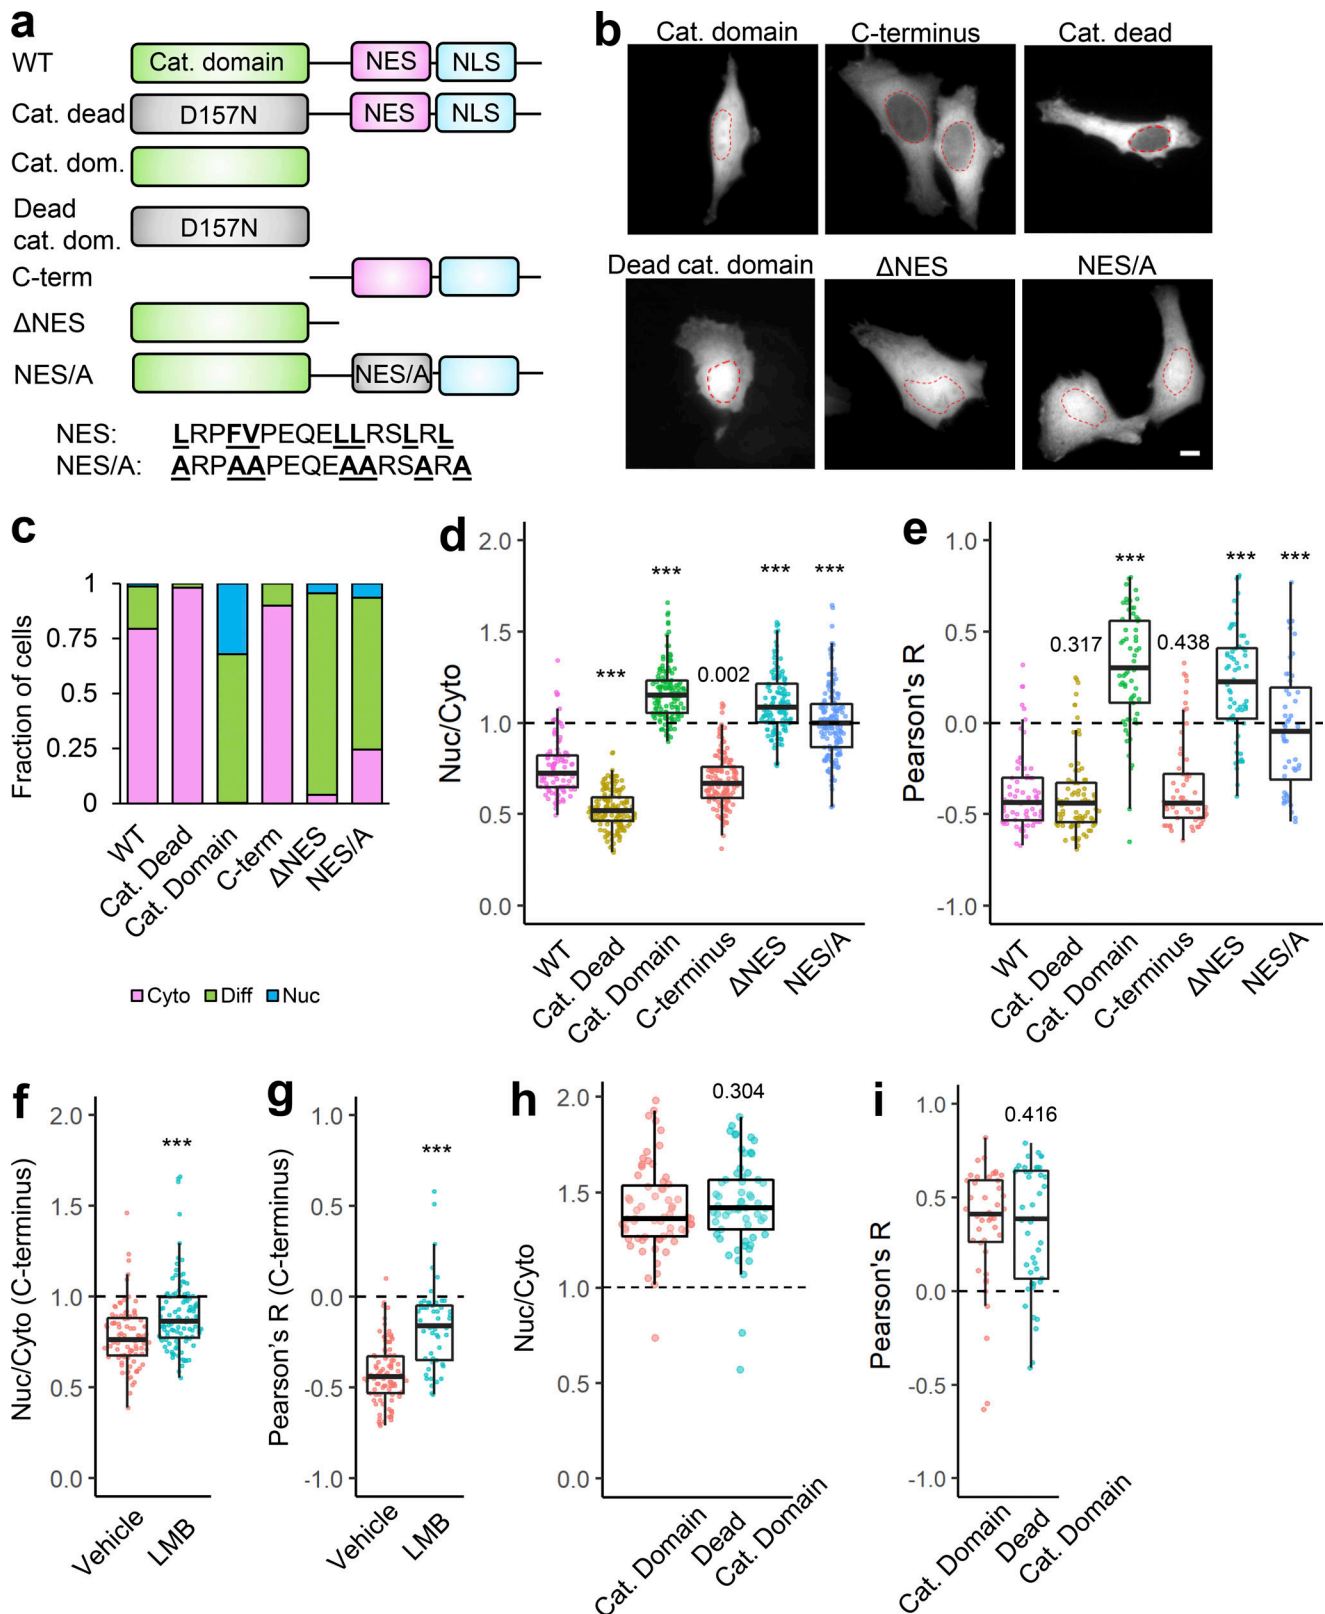 a
WT
Cat. domain
NES
NLS
Cat. dead
D157N
NES
NLS
Cat. dom.
Dead
cat. dom.
D157N
C-term
ΔNES
NES/A
NES/A
NES: LRPFVPEQELLRSLRL
NES/A: ARPAAPEQEAARSARA
b
Cat. domain
C-terminus
Cat. dead
Dead cat. domain
ΔNES
NES/A
c
Fraction of cells
1
0.75
0.5
0.25
0
WT
Cat. Dead
Cat. Domain
C-term
ΔNES
NES/A
Cyto
Diff
Nuc
d
Nuc/Cyto
2.0
1.5
1.0
0.5
0.0
***
***
0.002
***
***
WT
Cat. Dead
Cat. Domain
C-terminus
ΔNES
NES/A
e
Pearson's R
1.0
0.5
0.0
-0.5
-1.0
0.317
***
0.438
***
***
WT
Cat. Dead
Cat. Domain
C-terminus
ΔNES
NES/A
f
Nuc/Cyto (C-terminus)
2.0
1.5
1.0
0.5
0.0
***
Vehicle
LMB
g
Pearson's R (C-terminus)
1.0
0.5
0.0
-0.5
-1.0
***
Vehicle
LMB
h
Nuc/Cyto
2.0
1.5
1.0
0.5
0.0
0.304
Cat. Domain
Dead
Cat. Domain
i
Pearson's R
1.0
0.5
0.0
-0.5
-1.0
0.416
Cat. Domain
Dead
Cat. Domain